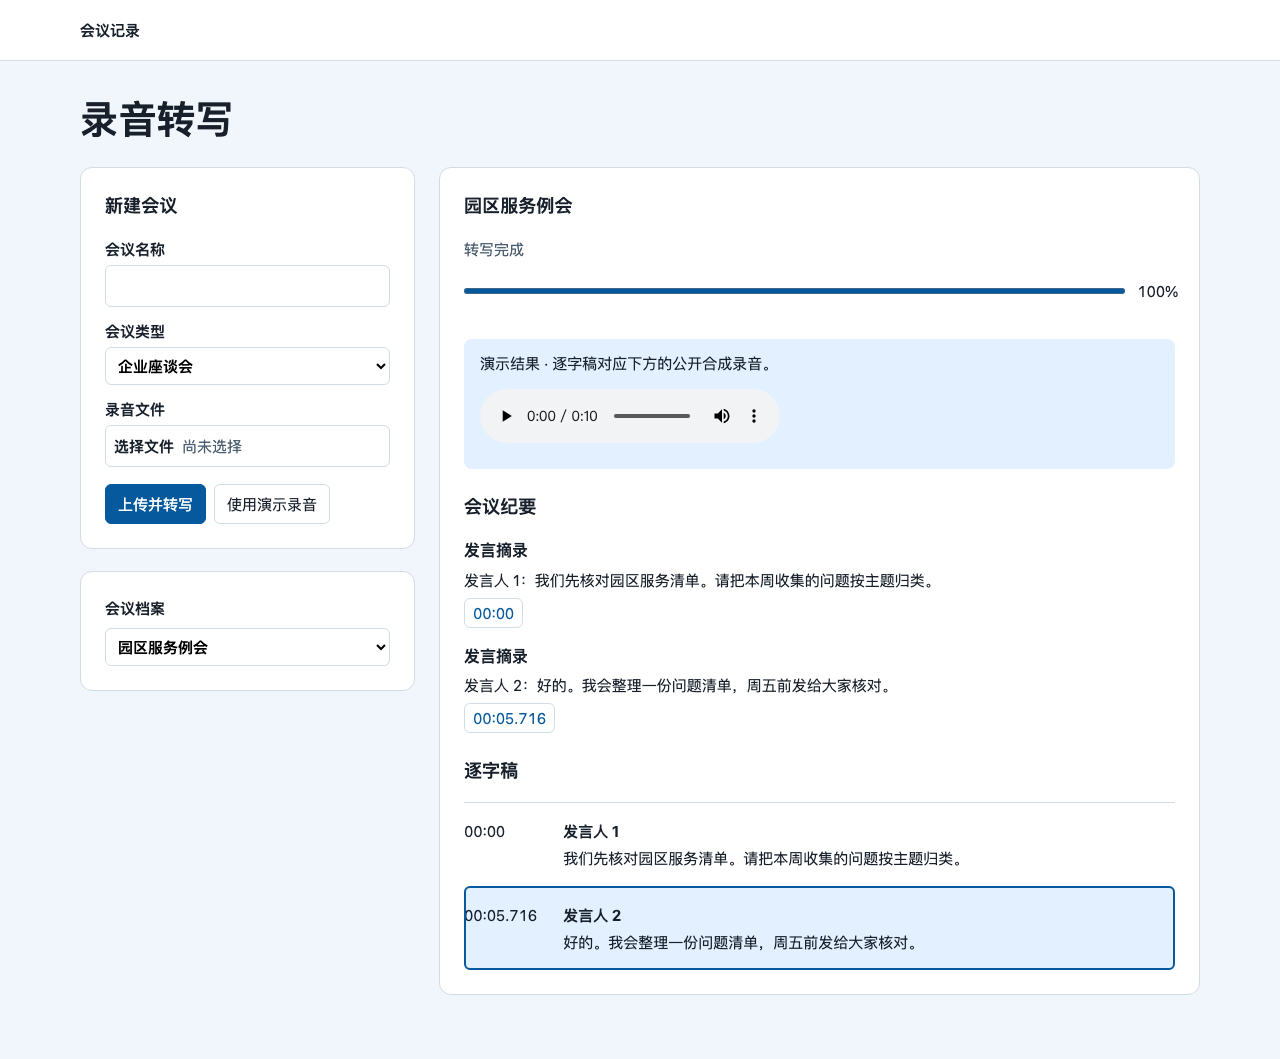 会议记录
录音转写
新建会议
会议名称
会议类型
企业座谈会
录音文件
选择文件 尚未选择
上传并转写 使用演示录音
会议档案
园区服务例会
园区服务例会
转写完成
100%
演示结果 · 逐字稿对应下方的公开合成录音。
0:00 / 0:10
会议纪要
发言摘录
发言人 1：我们先核对园区服务清单。请把本周收集的问题按主题归类。
00:00
发言摘录
发言人 2：好的。我会整理一份问题清单，周五前发给大家核对。
00:05.716
逐字稿
00:00 发言人 1
我们先核对园区服务清单。请把本周收集的问题按主题归类。
00:05.716 发言人 2
好的。我会整理一份问题清单，周五前发给大家核对。